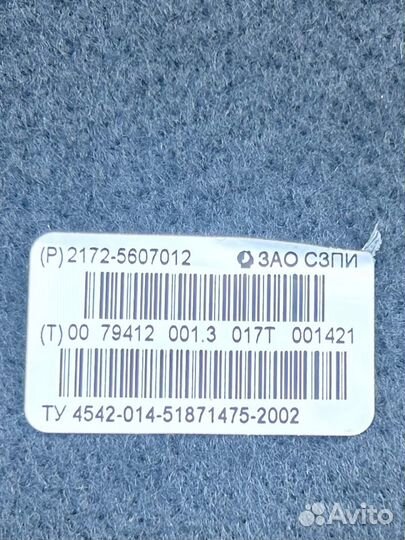 (P) 2172-5607012 ЗАО СЗПИ
(T) 00 79412 001.3 017T 001421
ТУ 4542-014-51871475-2002
Avito